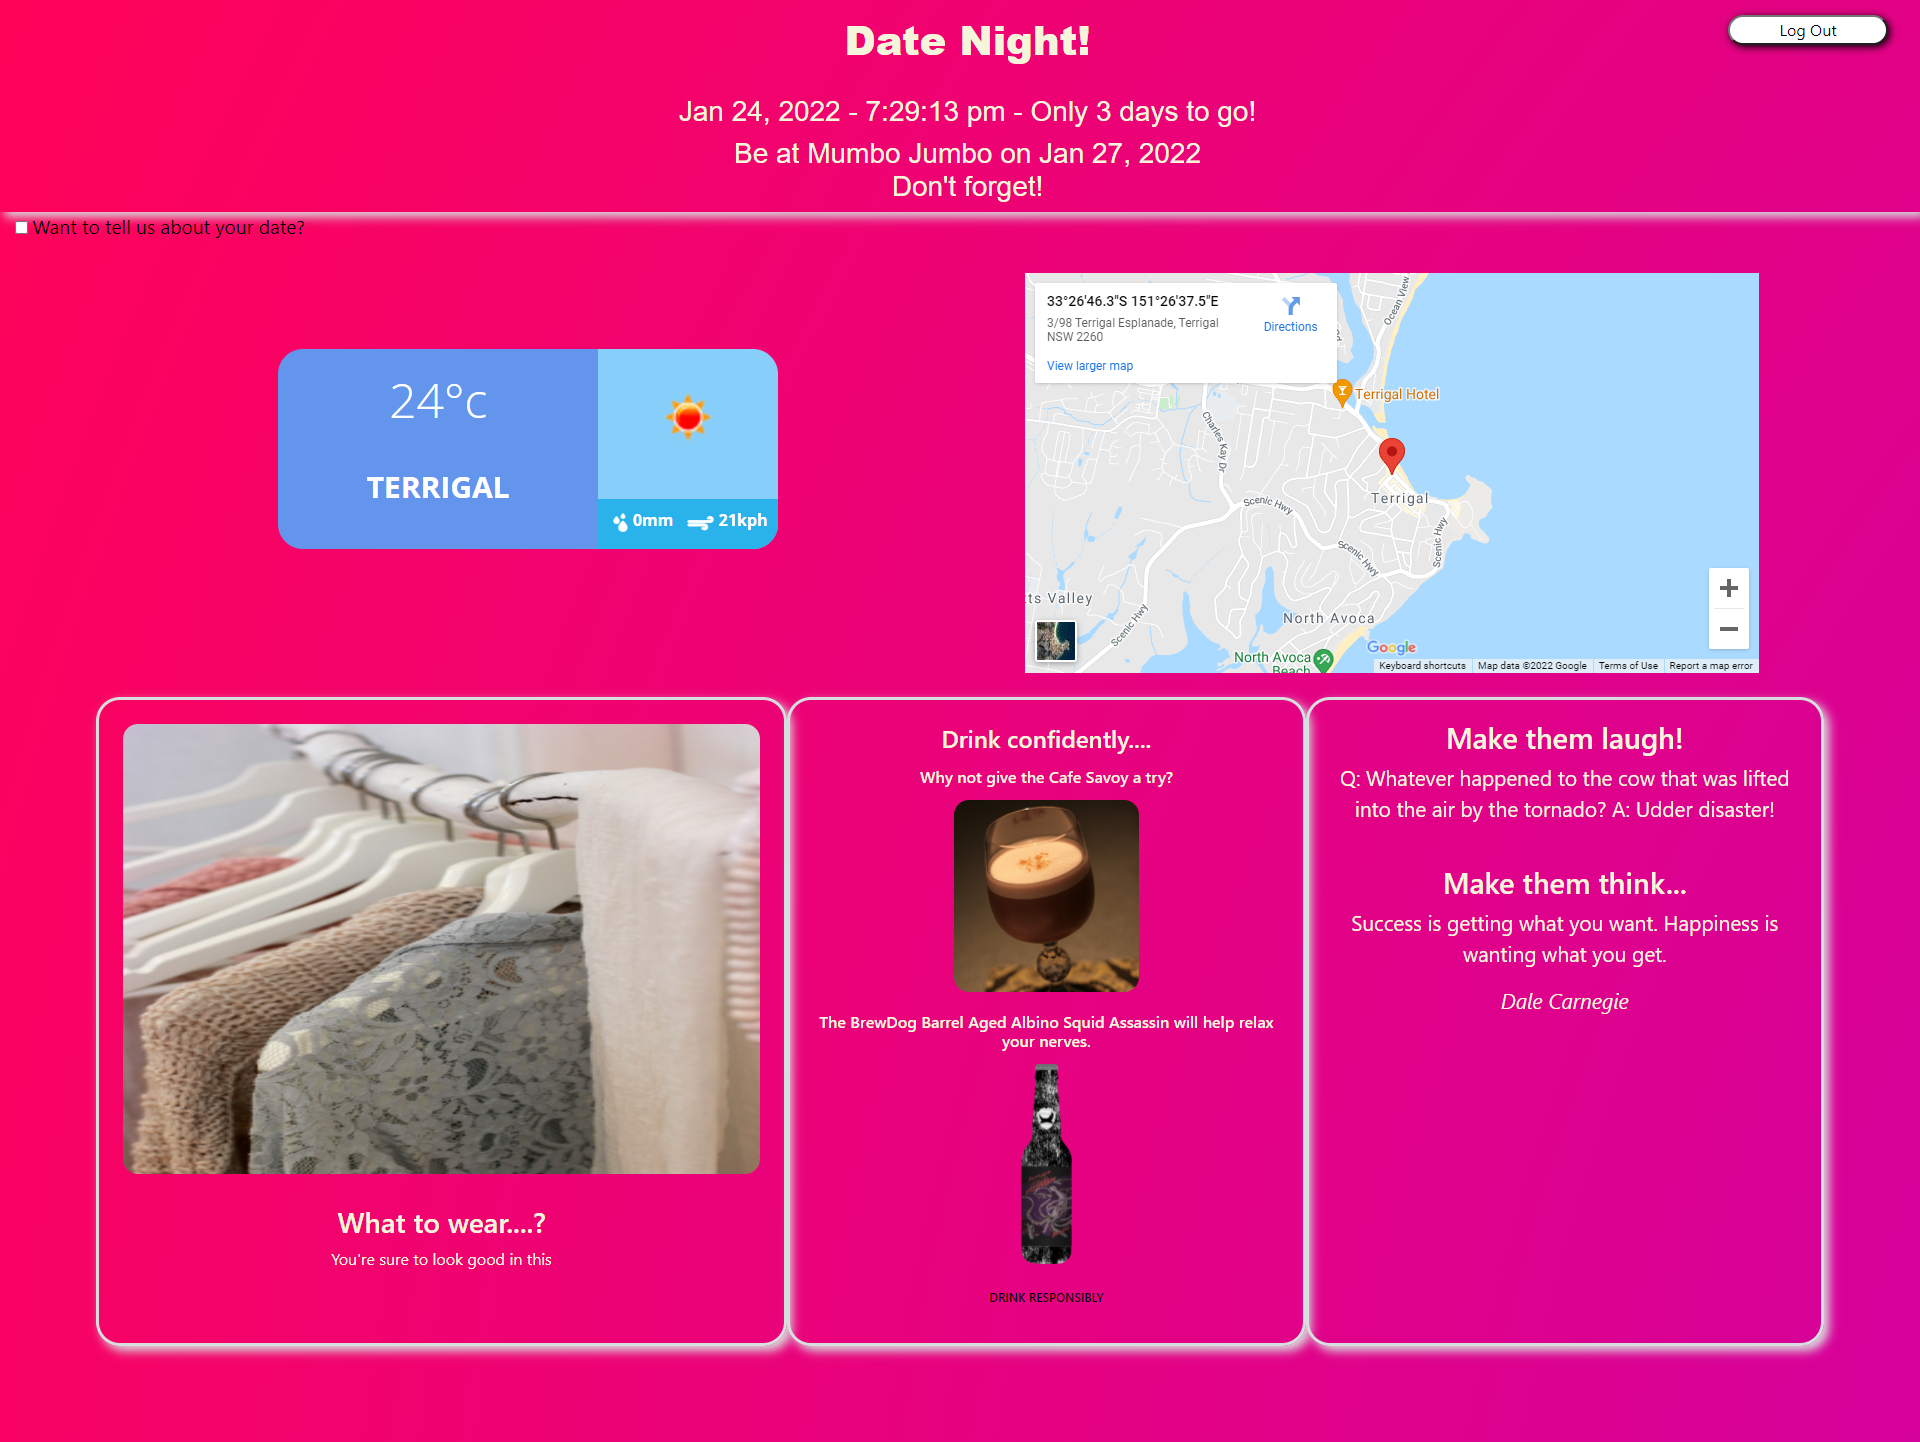 Date Night!
Log Out
Jan 24, 2022 - 7:29:13 pm - Only 3 days to go!
Be at Mumbo Jumbo on Jan 27, 2022
Don't forget!
Want to tell us about your date?
24°c
TERRIGAL
0mm 21kph
33°26'46.3"S 151°26'37.5"E
3/98 Terrigal Esplanade, Terrigal
NSW 2260
Directions
View larger map
Ocean View
Terrigal Hotel
Charles Kay Dr
Terrigal
Scenic Hwy
Scenic Hwy
Scenic Hwy
Scenic Hwy
ts Valley
North Avoca
North Avoca
Beach
Google
Keyboard shortcuts Map data ©2022 Google Terms of Use Report a map error
What to wear....?
You're sure to look good in this
Drink confidently....
Why not give the Cafe Savoy a try?
The BrewDog Barrel Aged Albino Squid Assassin will help relax
your nerves.
DRINK RESPONSIBLY
Make them laugh!
Q: Whatever happened to the cow that was lifted
into the air by the tornado? A: Udder disaster!
Make them think...
Success is getting what you want. Happiness is
wanting what you get.
Dale Carnegie